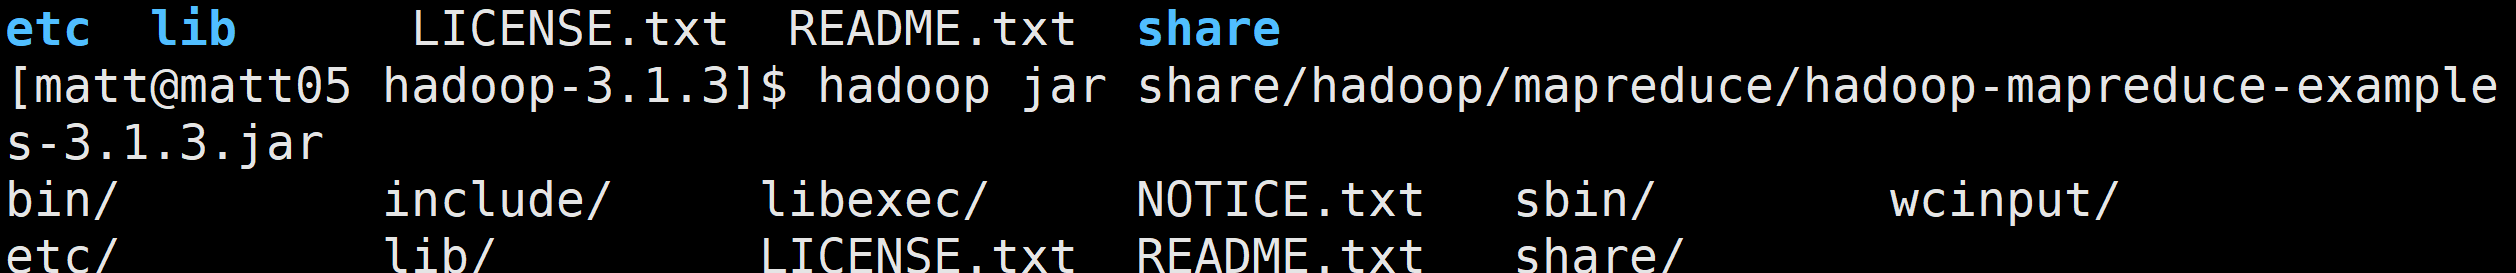 etc  lib      LICENSE.txt  README.txt  share
[matt@matt05 hadoop-3.1.3]$ hadoop jar share/hadoop/mapreduce/hadoop-mapreduce-example
s-3.1.3.jar
bin/         include/     libexec/     NOTICE.txt   sbin/        wcinput/
etc/         lib/         LICENSE.txt  README.txt   share/